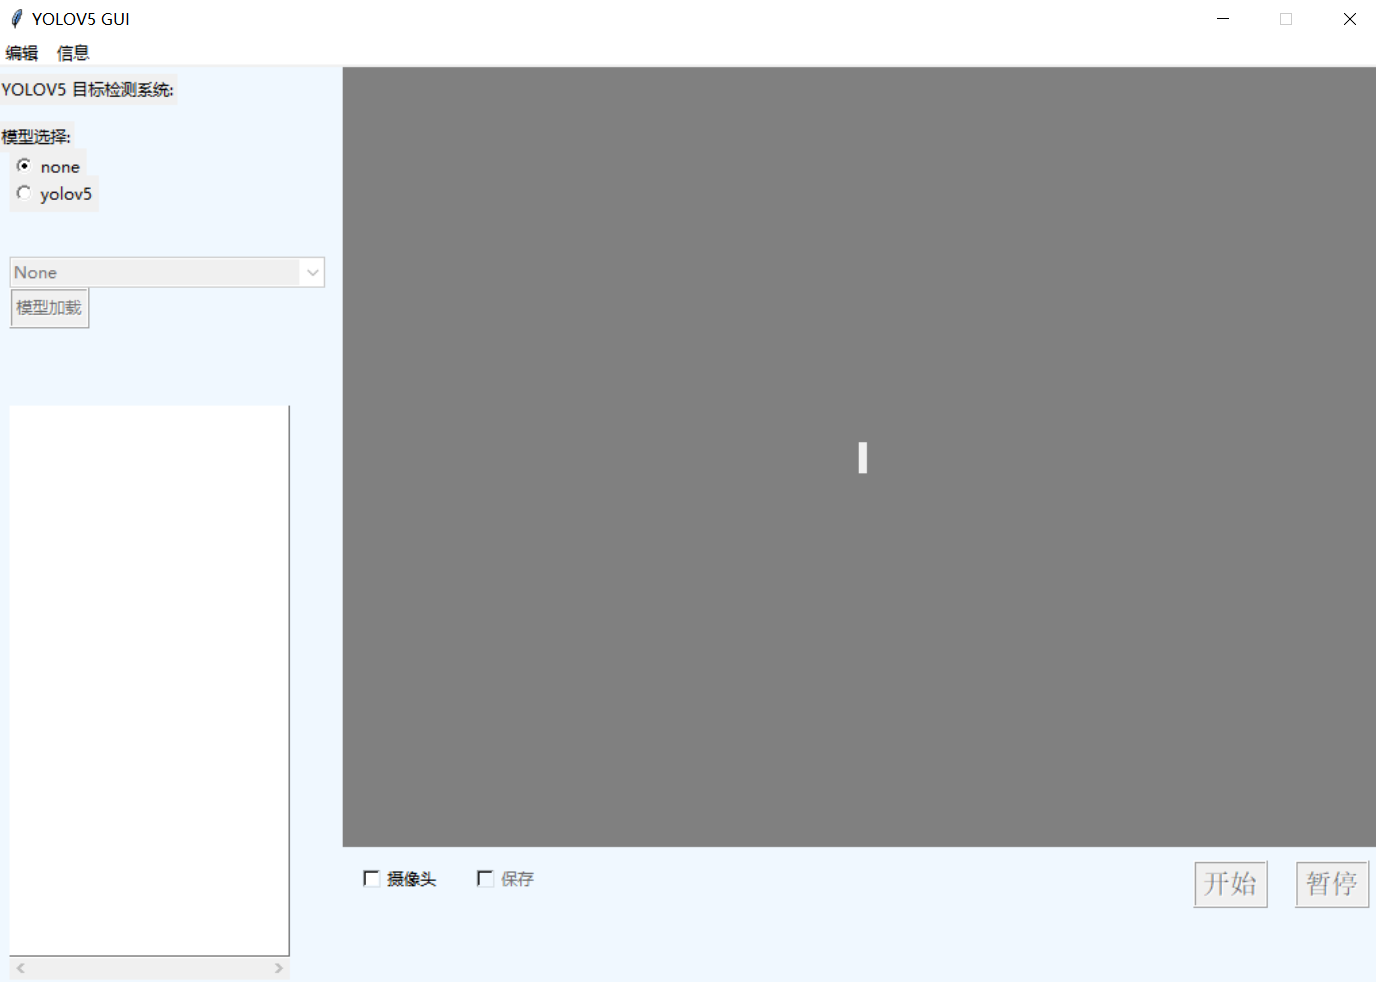 YOLOV5 GUI
编辑 信息
YOLOV5 目标检测系统:
模型选择:
none
yolov5
None
模型加载
摄像头 保存 开始 暂停